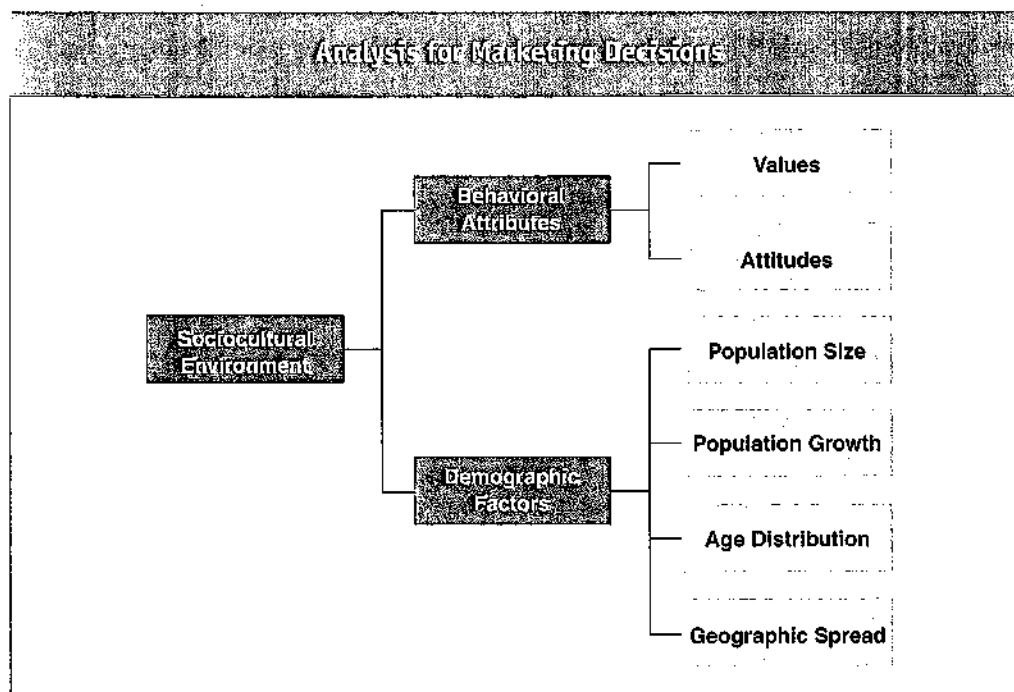 Analysis for Marketing Decisions
Sociocultural
Environment
Behavioral
Attributes
Values
Attitudes
Demographic
Factors
Population Size
Population Growth
Age Distribution
Geographic Spread